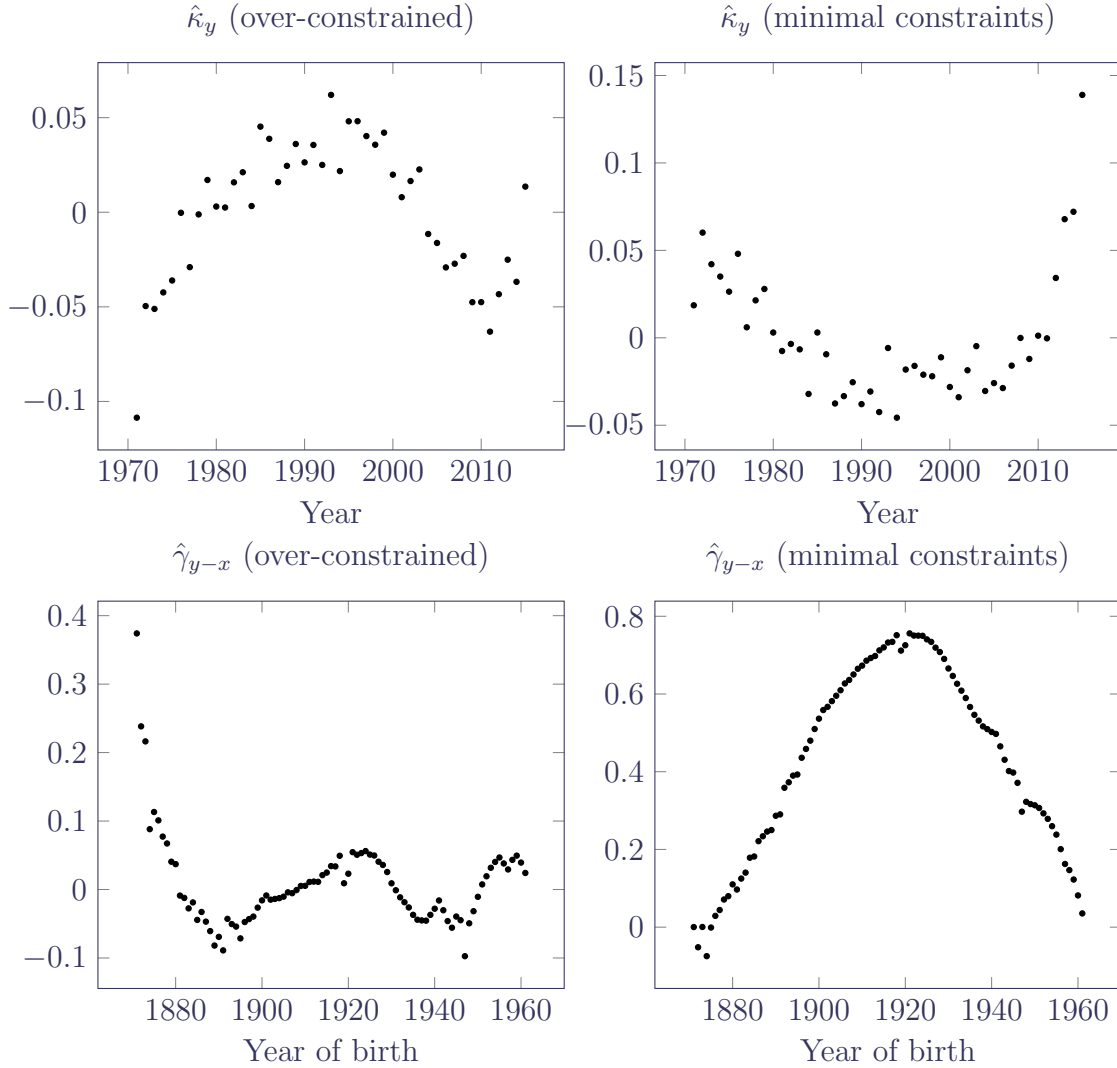 κ̂_y (over-constrained)
κ̂_y (minimal constraints)
0.05
0
−0.05
−0.1
1970 1980 1990 2000 2010
Year
0.15
0.1
0.05
0
−0.05
1970 1980 1990 2000 2010
Year
γ̂_{y−x} (over-constrained)
γ̂_{y−x} (minimal constraints)
0.4
0.3
0.2
0.1
0
−0.1
1880 1900 1920 1940 1960
Year of birth
0.8
0.6
0.4
0.2
0
1880 1900 1920 1940 1960
Year of birth